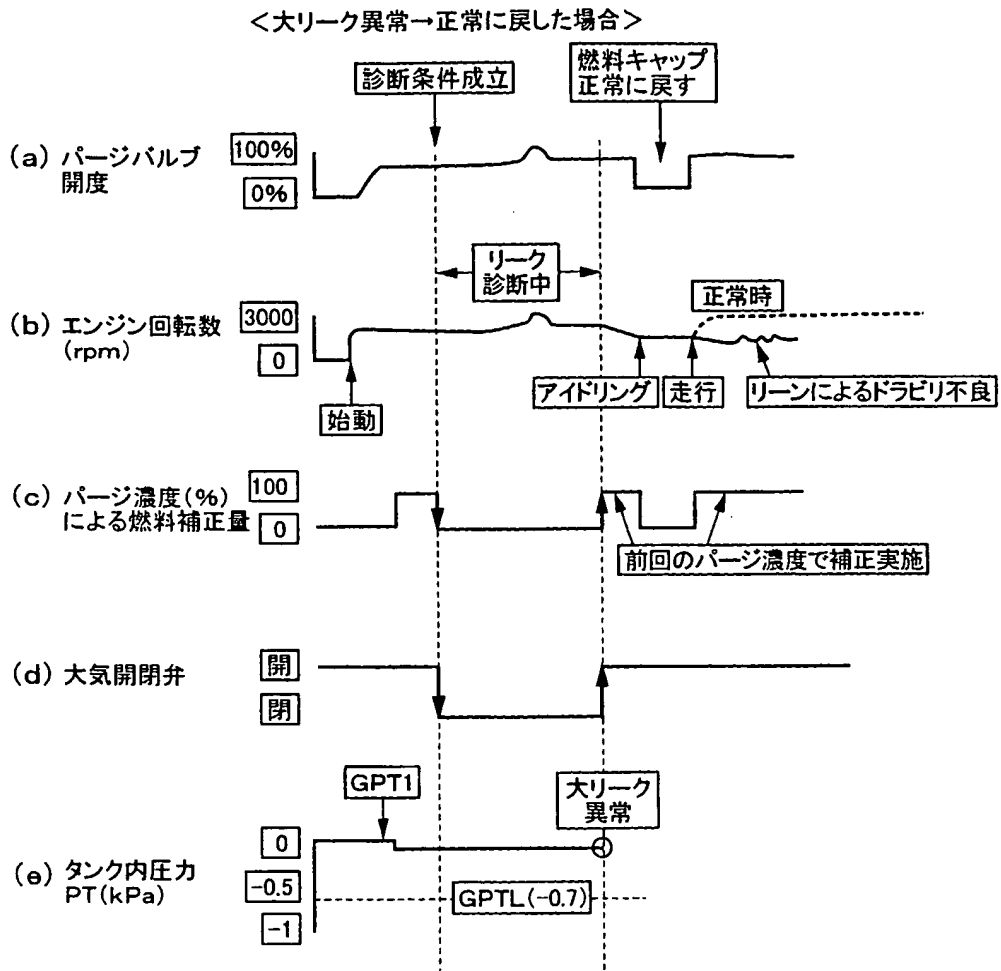 <大リーク異常→正常に戻した場合>
診断条件成立
燃料キャップ
正常に戻す
(a) パージバルブ
開度
100%
0%
リーク
診断中
(b) エンジン回転数
(rpm)
3000
0
正常時
始動
アイドリング
走行
リーンによるドラビリ不良
(c) パージ濃度(%)
による燃料補正量
100
0
前回のパージ濃度で補正実施
(d) 大気開閉弁
開
閉
GPT1
大リーク
異常
(e) タンク内圧力
PT(kPa)
0
-0.5
-1
GPTL(-0.7)